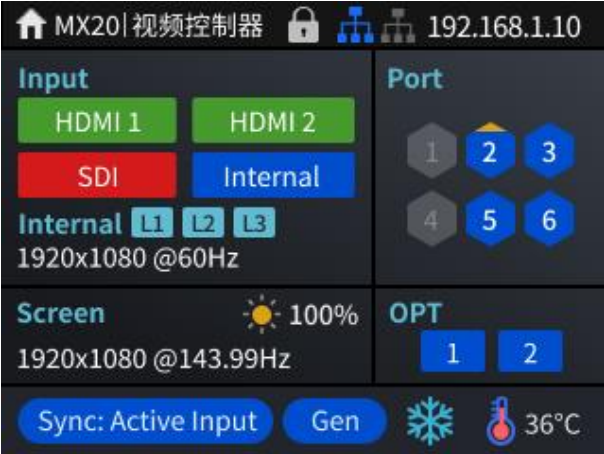 MX20|视频控制器 192.168.1.10
Input
HDMI 1 HDMI 2
SDI Internal
Internal L1 L2 L3
1920x1080 @60Hz
Port
1 2 3
4 5 6
Screen 100%
1920x1080 @143.99Hz
OPT
1 2
Sync: Active Input Gen 36°C